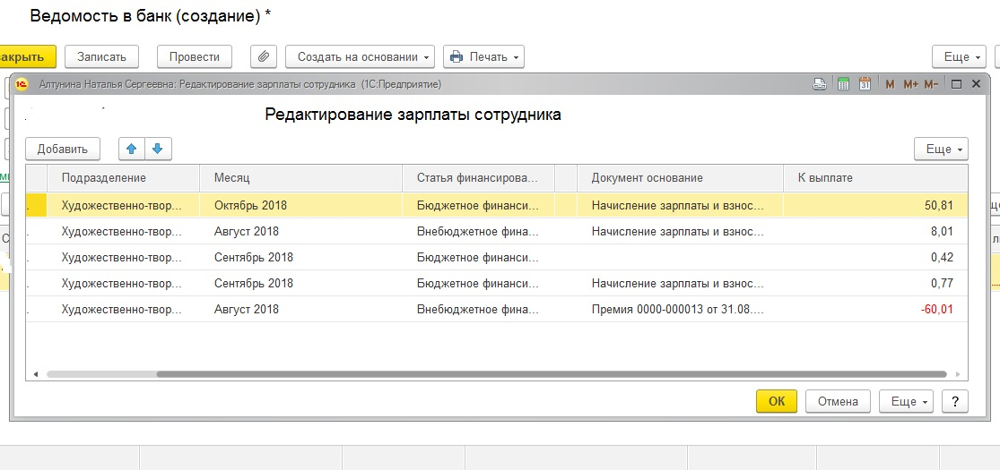 Ведомость в банк (создание) *
закрыть Записать Провести Создать на основании Печать Еще
Алтунина Наталья Сергеевна: Редактирование зарплаты сотрудника (1С:Предприятие) M M+ M-
Редактирование зарплаты сотрудника
Добавить Еще
Подразделение Месяц Статья финансирова... Документ основание К выплате
Художественно-твор... Октябрь 2018 Бюджетное финанси... Начисление зарплаты и взнос... 50,81
Художественно-твор... Август 2018 Внебюджетное фина... Начисление зарплаты и взнос... 8,01
Художественно-твор... Сентябрь 2018 Бюджетное финанси... 0,42
Художественно-твор... Сентябрь 2018 Бюджетное финанси... Начисление зарплаты и взнос... 0,77
Художественно-твор... Август 2018 Внебюджетное фина... Премия 0000-000013 от 31.08.... -60,01
ОК Отмена Еще ?